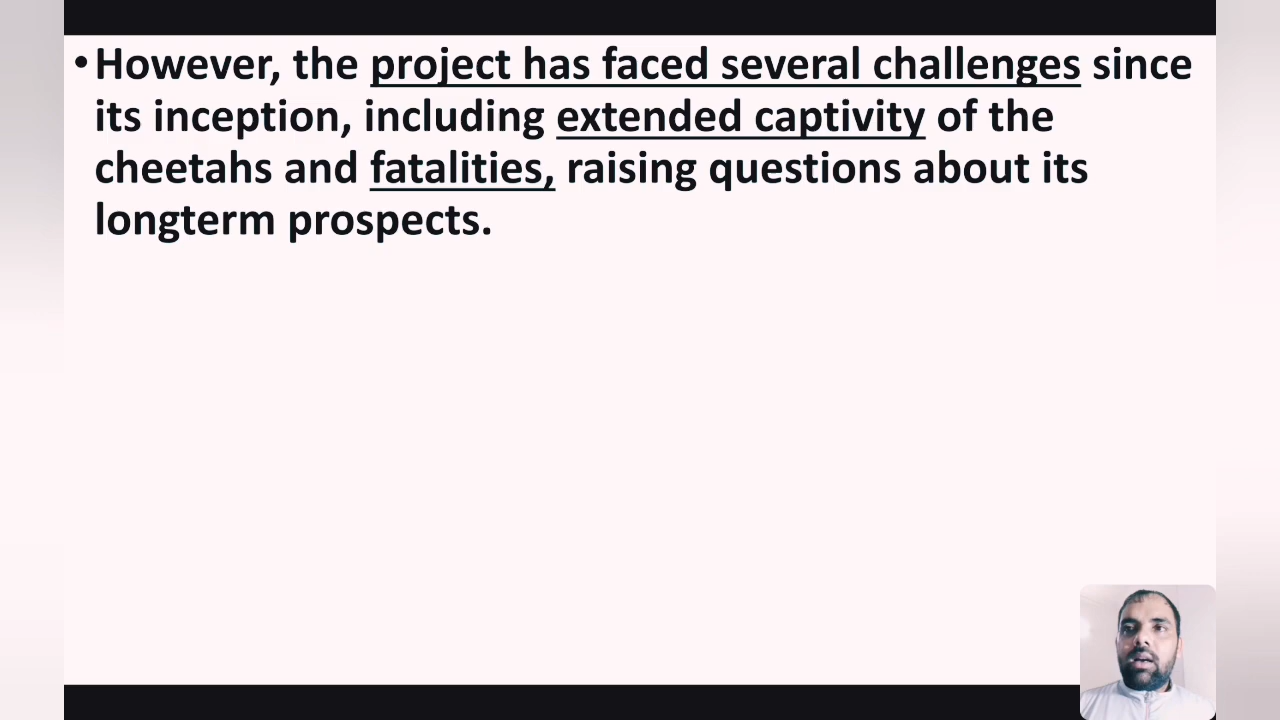 •However, the project has faced several challenges since
its inception, including extended captivity of the
cheetahs and fatalities, raising questions about its
longterm prospects.